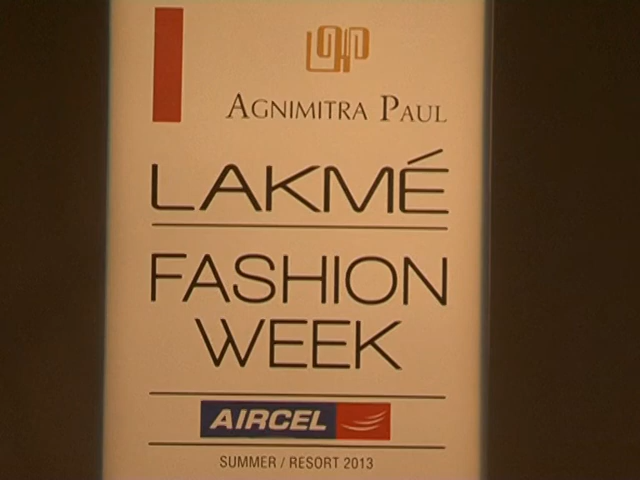 AGNIMITRA PAUL
LAKMÉ
FASHION
WEEK
AIRCEL
SUMMER / RESORT 2013